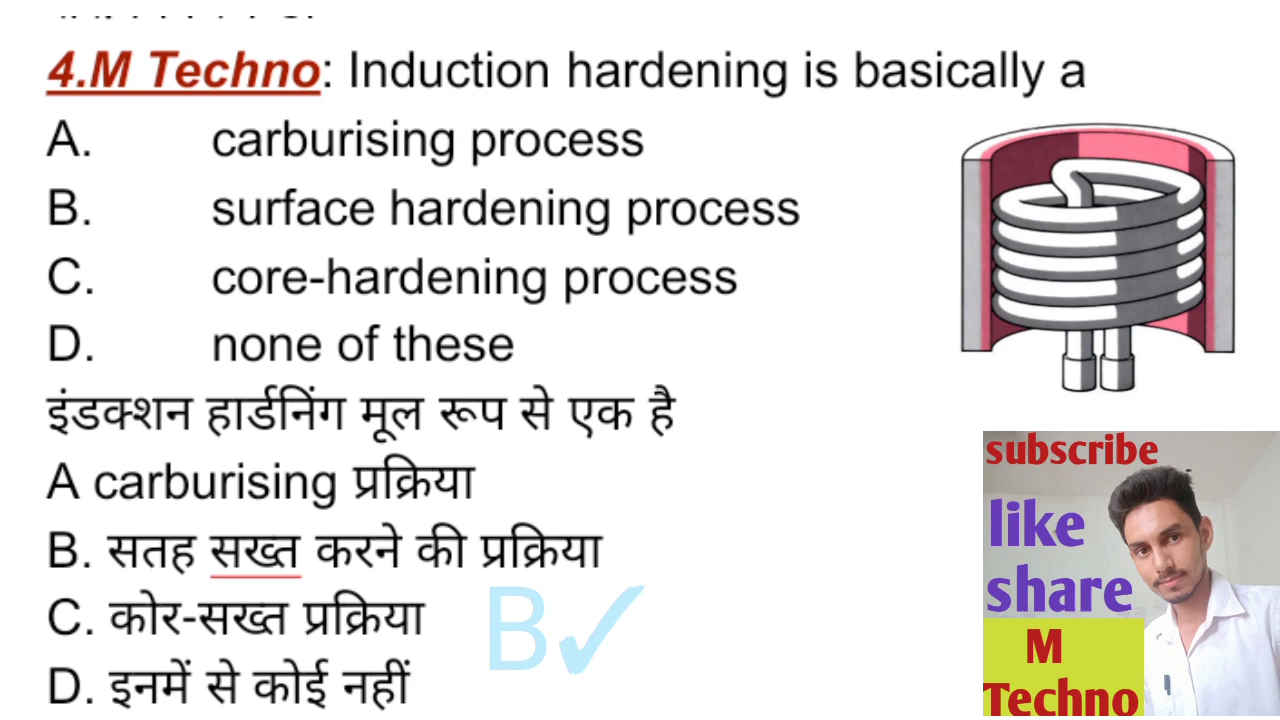 4.M Techno: Induction hardening is basically a
A. carburising process
B. surface hardening process
C. core-hardening process
D. none of these
इंडक्शन हार्डनिंग मूल रूप से एक है
A carburising प्रक्रिया
B. सतह सख्त करने की प्रक्रिया
C. कोर-सख्त प्रक्रिया
D. इनमें से कोई नहीं
B✓
subscribe
like
share
M
Techno